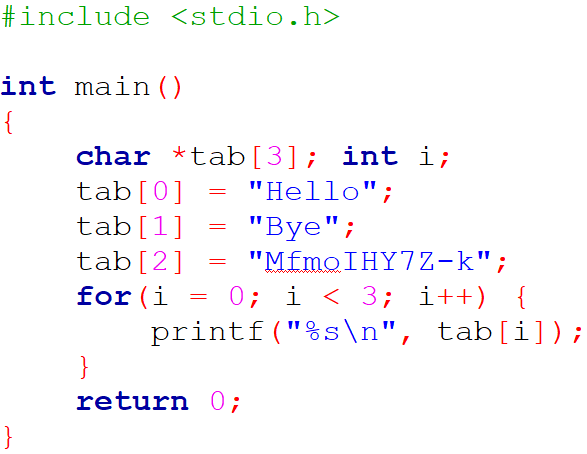 #include <stdio.h>
int main()
{
char *tab[3]; int i;
tab[0] = "Hello";
tab[1] = "Bye";
tab[2] = "MfmoIHY7Z-k";
for(i = 0; i < 3; i++) {
printf("%s\n", tab[i]);
}
return 0;
}